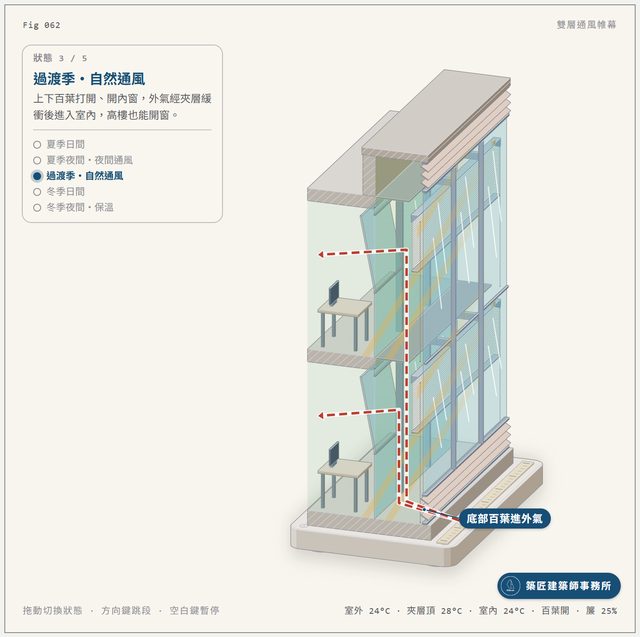 Fig 062
雙層通風帷幕
狀態 3 / 5
過渡季・自然通風
上下百葉打開、開內窗，外氣經夾層緩
衝後進入室內，高樓也能開窗。
夏季日間
夏季夜間・夜間通風
過渡季・自然通風
冬季日間
冬季夜間・保溫
底部百葉進外氣
築匠建築師事務所
拖動切換狀態 · 方向鍵跳段 · 空白鍵暫停
室外 24°C · 夾層頂 28°C · 室內 24°C · 百葉開 · 簾 25%